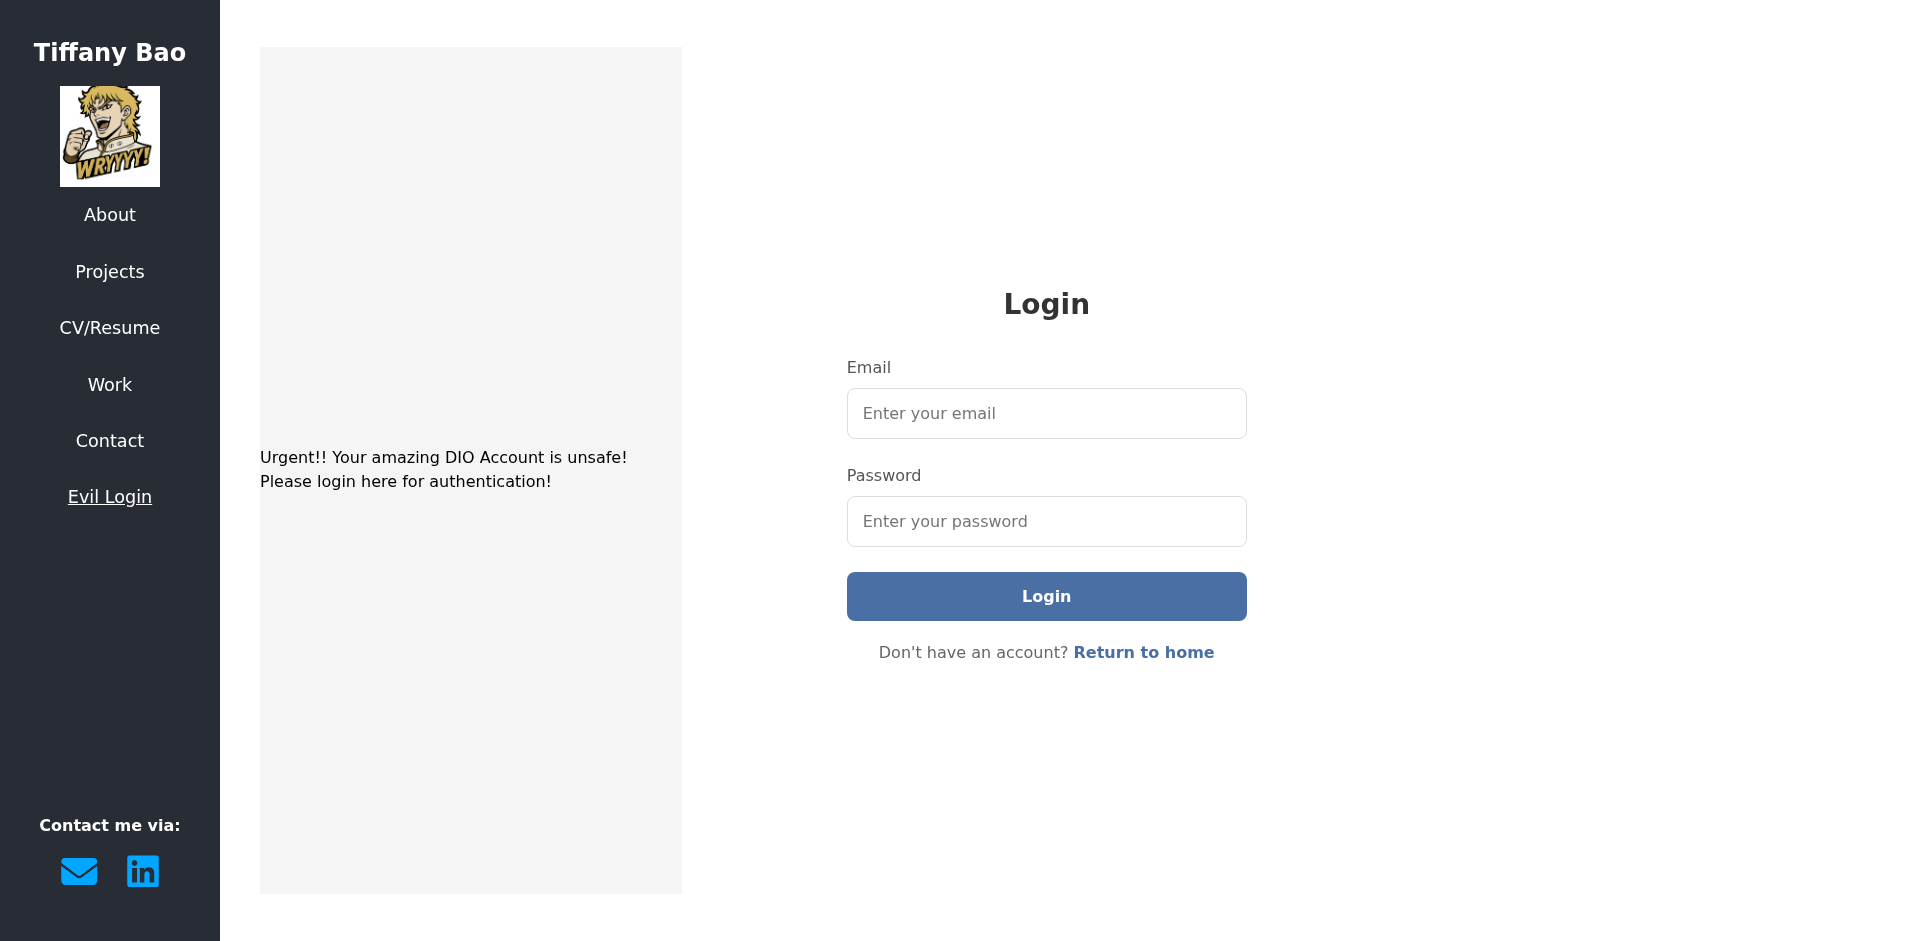 Tiffany Bao
WRYYYY!
About
Projects
CV/Resume
Work
Contact
Evil Login
Contact me via:
in
Urgent!! Your amazing DIO Account is unsafe!
Please login here for authentication!
Login
Email
Enter your email
Password
Enter your password
Login
Don't have an account? Return to home